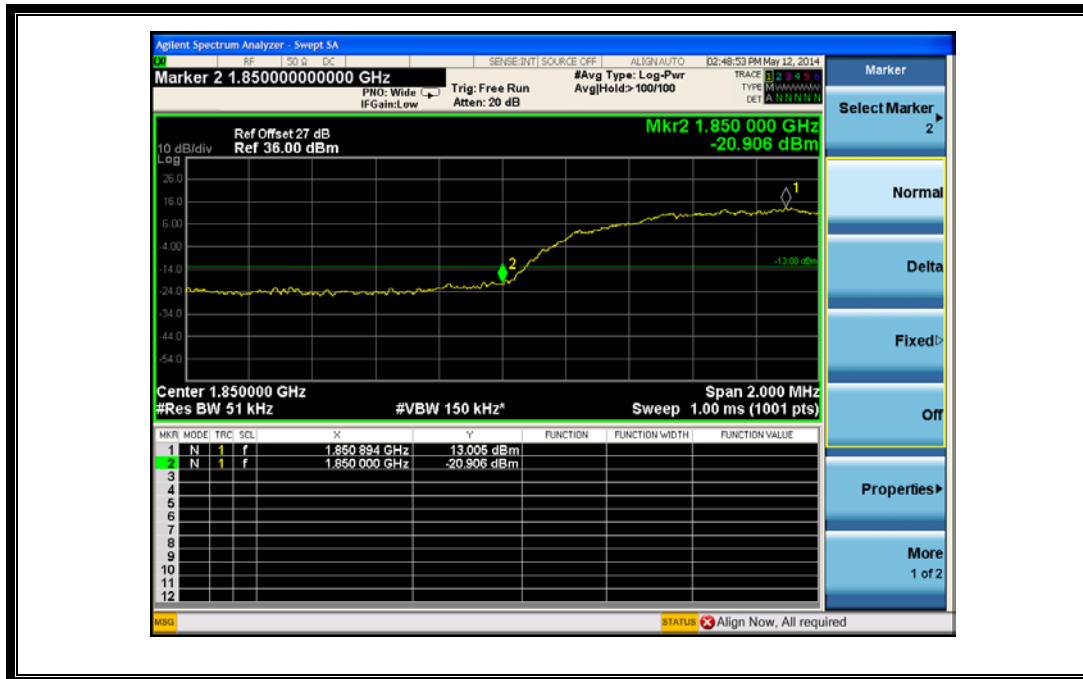 Agilent Spectrum Analyzer - Swept SA
RF 50 Ω DC SENSE:INT SOURCE OFF ALIGN AUTO 02:48:53 PM May 12, 2014
Marker 2 1.850000000000 GHz
PNO: Wide
IFGain:Low
Trig: Free Run
Atten: 20 dB
#Avg Type: Log-Pwr
Avg|Hold:>100/100
TRACE 1 2 3 4 5 6
TYPE M W W W W W
DET A N N N N N
Ref Offset 27 dB
Ref 36.00 dBm
10 dB/div
Log
Mkr2 1.850 000 GHz
-20.906 dBm
26.0
16.0
6.00
-4.00
-14.0
-24.0
-34.0
-44.0
-54.0
1
2
-13.00 dBm
Center 1.850000 GHz
Span 2.000 MHz
#Res BW 51 kHz
#VBW 150 kHz*
Sweep 1.00 ms (1001 pts)
MKR MODE TRC SCL X Y FUNCTION FUNCTION WIDTH FUNCTION VALUE
1 N 1 f 1.850 894 GHz 13.005 dBm
2 N 1 f 1.850 000 GHz -20.906 dBm
3
4
5
6
7
8
9
10
11
12
MSG
STATUS Align Now, All required
Marker
Select Marker
2
Normal
Delta
Fixed
Off
Properties
More
1 of 2